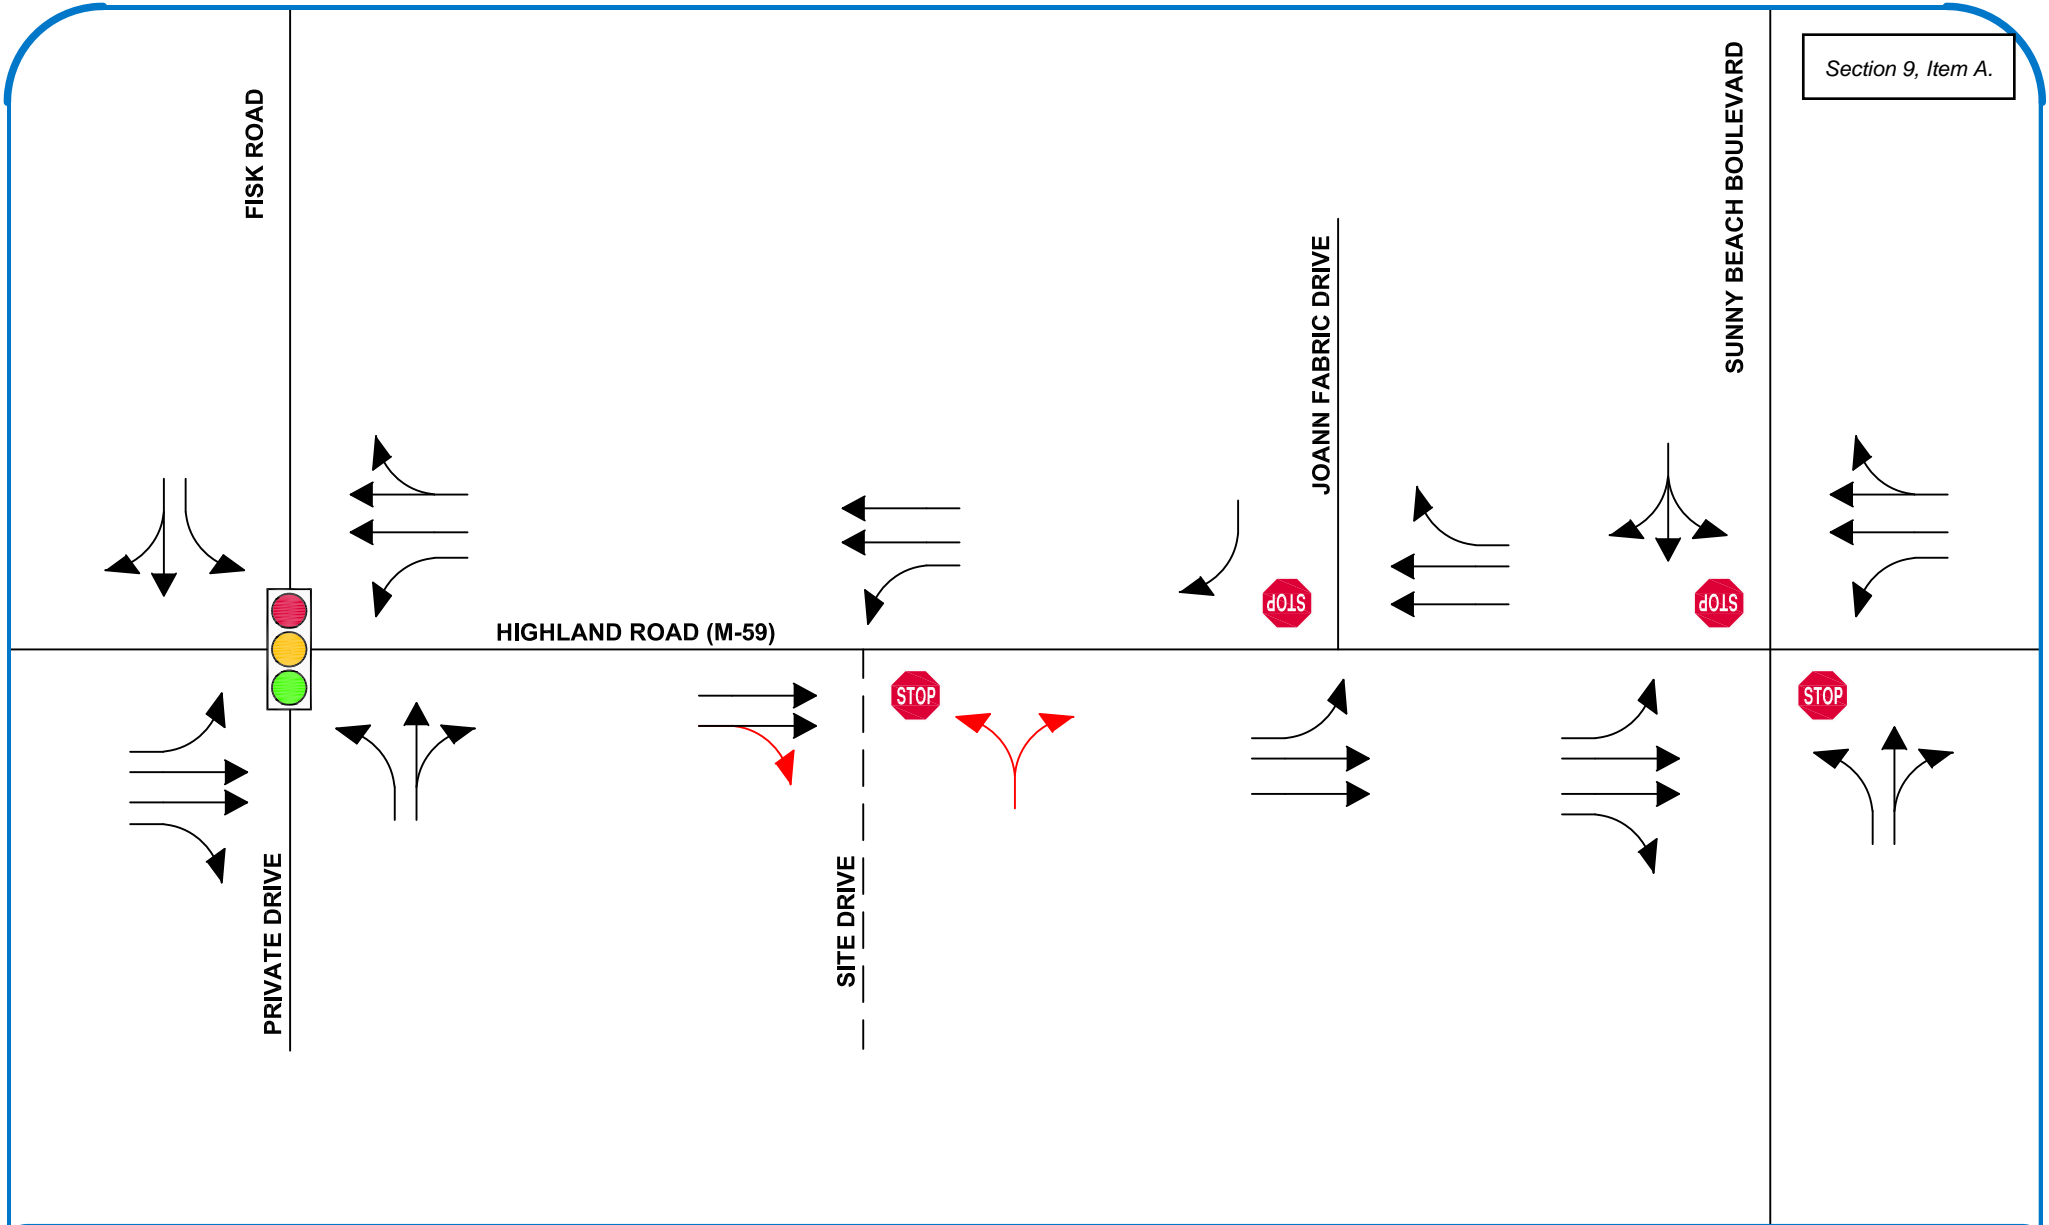 Section 9, Item A.
FISK ROAD
SUNNY BEACH BOULEVARD
JOANN FABRIC DRIVE
STOP
STOP
HIGHLAND ROAD (M-59)
STOP
STOP
PRIVATE DRIVE
SITE DRIVE